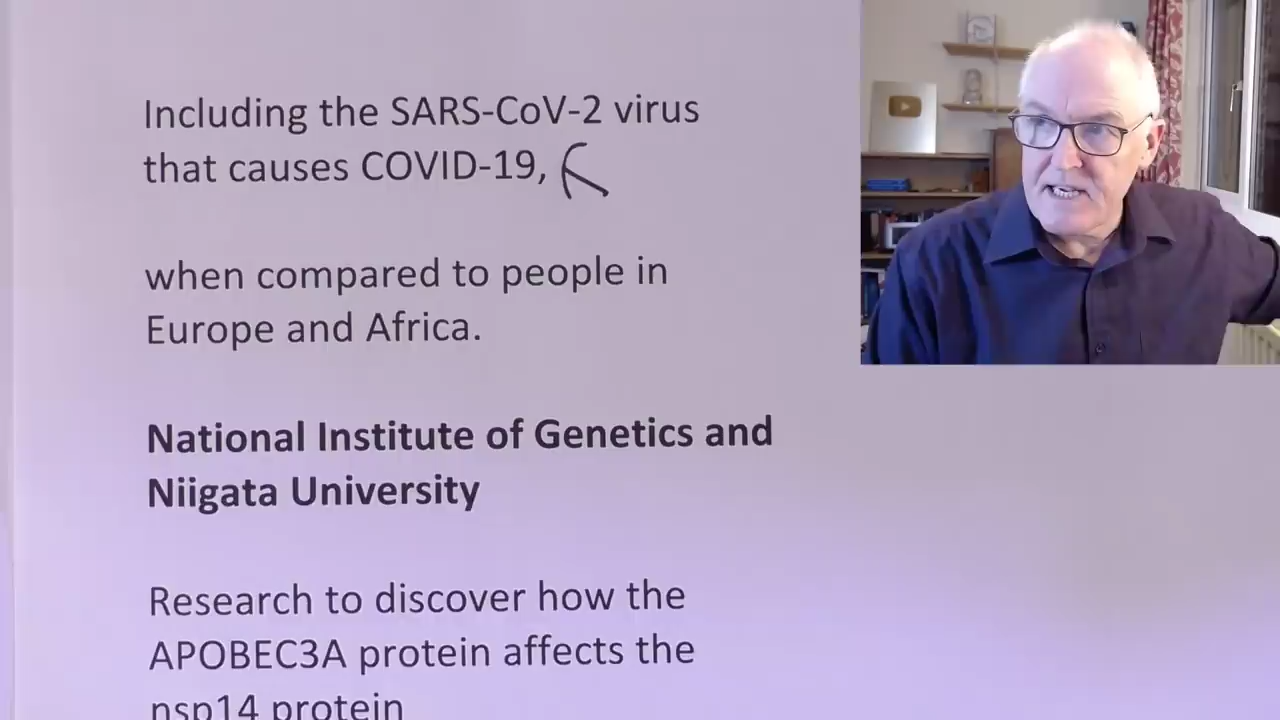 Including the SARS-CoV-2 virus
that causes COVID-19,
when compared to people in
Europe and Africa.
National Institute of Genetics and
Niigata University
Research to discover how the
APOBEC3A protein affects the
nsp14 protein